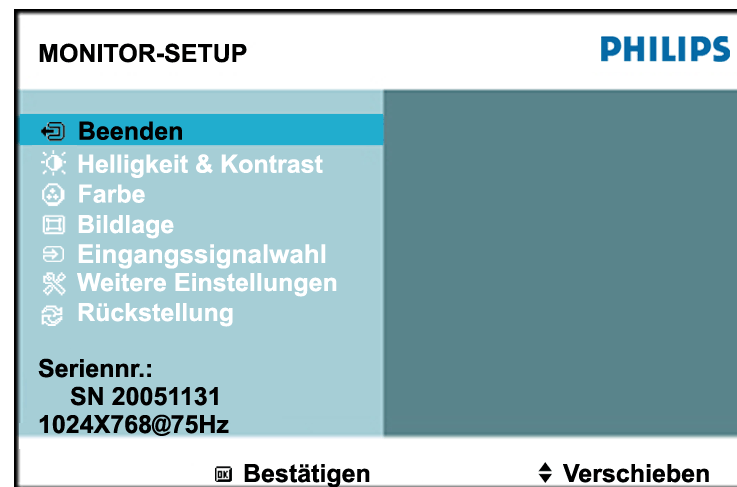 MONITOR-SETUP
PHILIPS
Beenden
Helligkeit & Kontrast
Farbe
Bildlage
Eingangssignalwahl
Weitere Einstellungen
Rückstellung
Seriennr.:
SN 20051131
1024X768@75Hz
OK Bestätigen
Verschieben